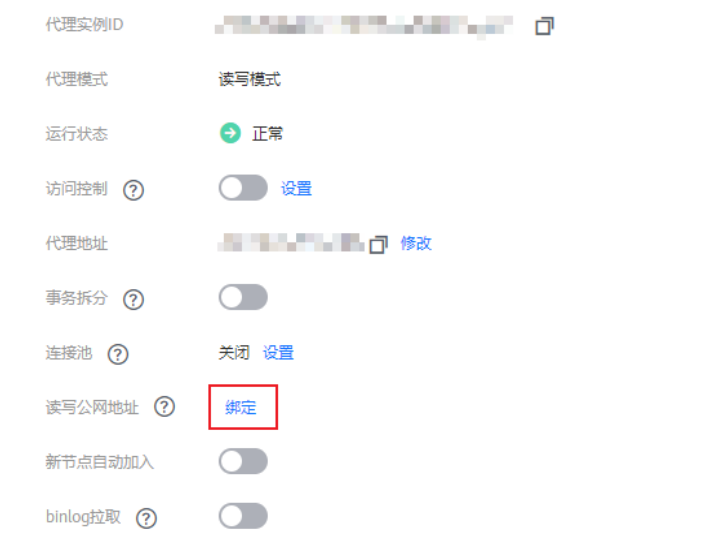 代理实例ID
代理模式 读写模式
运行状态 正常
访问控制 ? 设置
代理地址 修改
事务拆分 ?
连接池 ? 关闭 设置
读写公网地址 ? 绑定
新节点自动加入
binlog拉取 ?